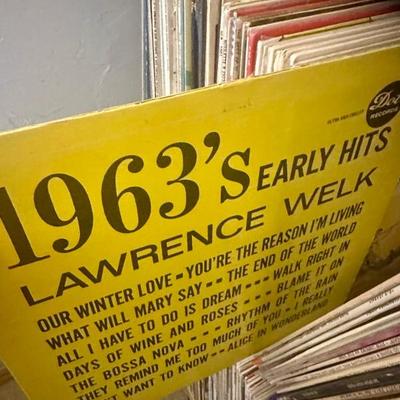 Dot
RECORDS
1963's EARLY HITS
LAWRENCE WELK
OUR WINTER LOVE - YOU'RE THE REASON I'M LIVING
WHAT WILL MARY SAY -- THE END OF THE WORLD
ALL I HAVE TO DO IS DREAM --- WALK RIGHT IN
DAYS OF WINE AND ROSES --- BLAME IT ON
THE BOSSA NOVA --- RHYTHM OF THE RAIN
THEY REMIND ME TOO MUCH OF YOU - I REALLY
WANT TO KNOW -- ALICE IN WONDERLAND